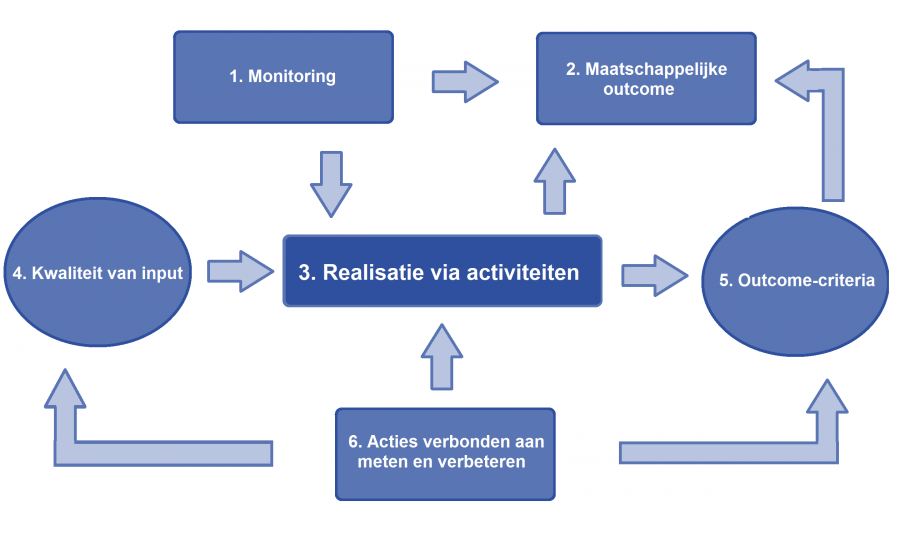 1. Monitoring
2. Maatschappelijke
outcome
4. Kwaliteit van input
3. Realisatie via activiteiten
5. Outcome-criteria
6. Acties verbonden aan
meten en verbeteren